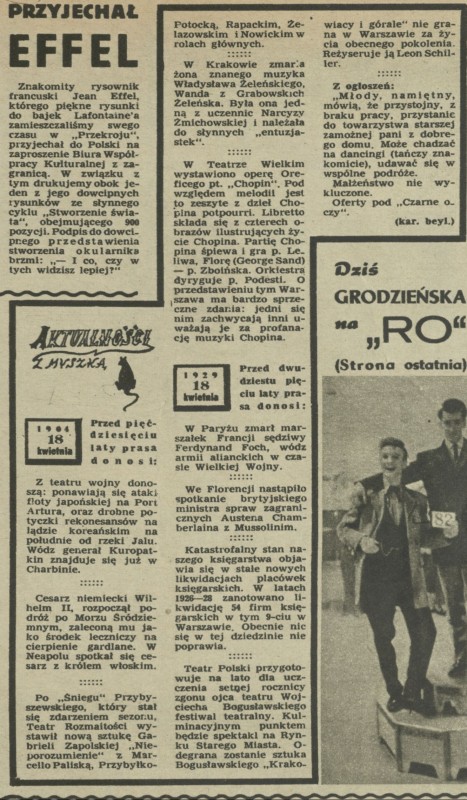 PRZYJECHAŁ
EFFEL
Znakomity rysownik
francuski Jean Effel,
którego piękne rysunki
do bajek Lafontaine'a
zamieszczaliśmy swego
czasu w „Przekroju",
przyjechał do Polski na
zaproszenie Biura Współ-
pracy Kulturalnej z za-
granicą. W związku z
tym drukujemy obok je-
den z jego dowcipnych
rysunków ze słynnego
cyklu „Stworzenie świa-
ta", obejmującego 900
pozycji. Podpis do dowci-
pnego przedstawienia
stworzenia okularnika
brzmi: „— I co, czy w
tych widzisz lepiej?"
AKTUALNOŚCI
Z MYSZKĄ
1904
18
kwietnia
Przed pięć-
dziesięciu
laty prasa
donosi:
Z teatru wojny dono-
szą: ponawiają się ataki
floty japońskiej na Port
Artura, oraz drobne po-
tyczki rekonesansów na
lądzie koreańskim na
południe od rzeki Jalu.
Wódz generał Kuropat-
kin znajduje się już w
Charbinie.
::::::
Cesarz niemiecki Wil-
helm II, rozpoczął po-
dróż po Morzu Śródzie-
mnym, zaleconą mu ja-
ko środek leczniczy na
cierpienie gardlane. W
Neapolu spotkał się ce-
sarz z królem włoskim.
::::::
Po „Śniegu" Przyby-
szewskiego, który stał
się zdarzeniem sezonu,
Teatr Rozmaitości wy-
stawił nową sztukę Ga-
brieli Zapolskiej „Nie-
porozumienie" z Mar-
cello Paliską, Przybyłko-
Potocką, Rapackim, Że-
lazowskim i Nowickim w
rolach głównych.
::::::
W Krakowie zmarła
żona znanego muzyka
Władysława Żeleńskiego,
Wanda z Grabowskich
Żeleńska. Była ona jed-
ną z uczennic Narcyzy
Żmichowskiej i należała
do słynnych „entuzja-
stek".
::::::
W Teatrze Wielkim
wystawiono operę Ore-
ficego pt. „Chopin". Pod
względem melodii jest
to zeszyte z dzieł Cho-
pina potpourri. Libretto
składa się z czterech o-
brazów ilustrujących ży-
cie Chopina. Partię Cho-
pina śpiewa i gra p. Le-
liwa, Florę (George Sand)
— p. Zboińska. Orkiestra
dyryguje p. Podesti. O
przedstawieniu tym War-
szawa ma bardzo sprze-
czne zdania: jedni się
nim zachwycają inni u-
ważają je za profana-
cję muzyki Chopina.
1929
18
kwietnia
Przed dwu-
dziestu pię-
ciu laty pra-
sa donosi:
W Paryżu zmarł mar-
szałek Francji sędziwy
Ferdynand Foch, wódz
armii alianckich w cza-
sie Wielkiej Wojny.
::::::
We Florencji nastąpiło
spotkanie brytyjskiego
ministra spraw zagrani-
cznych Austena Cham-
berlaina z Mussolinim.
::::::
Katastrofalny stan na-
szego księgarstwa obja-
wia się w stale nowych
likwidacjach placówek
księgarskich. W latach
1926—28 zanotowano li-
kwidację 54 firm księ-
garskich w tym 9-ciu w
Warszawie. Obecnie nic
się w tej dziedzinie nie
poprawia.
::::::
Teatr Polski przygoto-
wuje na lato dla ucz-
czenia setnej rocznicy
zgonu ojca teatru Woj-
ciecha Bogusławskiego
festiwal teatralny. Kul-
minacyjnym punktem
będzie spektakl na Ryn-
ku Starego Miasta. O-
degrana zostanie sztuka
Bogusławskiego „Krako-
wiacy i górale" nie gra-
na w Warszawie za ży-
cia obecnego pokolenia.
Reżyseruje ją Leon Schil-
ler.
::::::
Z ogłoszeń:
„Młody, namiętny,
mówią, że przystojny, z
braku pracy, przystanie
do towarzystwa starszej
zamożnej pani z dobre-
go domu. Może chadzać
na dancingi (tańczy zna-
komicie), udawać się w
wspólne podróże.
Małżeństwo nie wy-
kluczone.
Oferty pod „Czarne o-
czy".
(kar. beyl.)
Dziś
GRODZIEŃSKA
na „RO"
(Strona ostatnia)
82